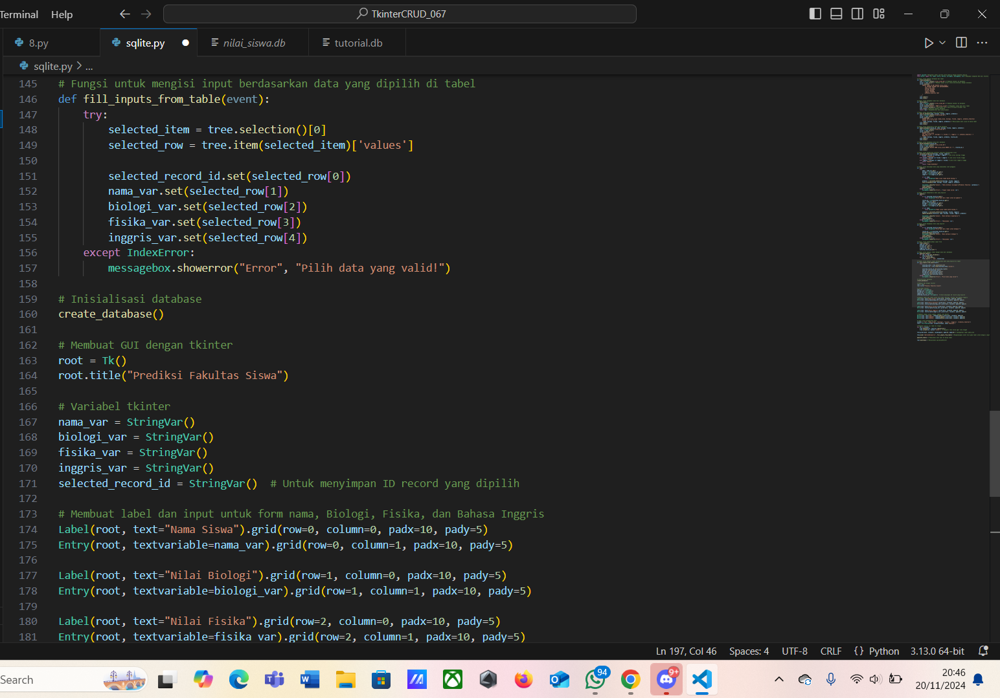 Terminal Help TkinterCRUD_067
8.py sqlite.py nilai_siswa.db tutorial.db
sqlite.py > ...
145 # Fungsi untuk mengisi input berdasarkan data yang dipilih di tabel
146 def fill_inputs_from_table(event):
147     try:
148         selected_item = tree.selection()[0]
149         selected_row = tree.item(selected_item)['values']
150
151         selected_record_id.set(selected_row[0])
152         nama_var.set(selected_row[1])
153         biologi_var.set(selected_row[2])
154         fisika_var.set(selected_row[3])
155         inggris_var.set(selected_row[4])
156     except IndexError:
157         messagebox.showerror("Error", "Pilih data yang valid!")
158
159 # Inisialisasi database
160 create_database()
161
162 # Membuat GUI dengan tkinter
163 root = Tk()
164 root.title("Prediksi Fakultas Siswa")
165
166 # Variabel tkinter
167 nama_var = StringVar()
168 biologi_var = StringVar()
169 fisika_var = StringVar()
170 inggris_var = StringVar()
171 selected_record_id = StringVar()  # Untuk menyimpan ID record yang dipilih
172
173 # Membuat label dan input untuk form nama, Biologi, Fisika, dan Bahasa Inggris
174 Label(root, text="Nama Siswa").grid(row=0, column=0, padx=10, pady=5)
175 Entry(root, textvariable=nama_var).grid(row=0, column=1, padx=10, pady=5)
176
177 Label(root, text="Nilai Biologi").grid(row=1, column=0, padx=10, pady=5)
178 Entry(root, textvariable=biologi_var).grid(row=1, column=1, padx=10, pady=5)
179
180 Label(root, text="Nilai Fisika").grid(row=2, column=0, padx=10, pady=5)
181 Entry(root, textvariable=fisika_var).grid(row=2, column=1, padx=10, pady=5)
Ln 197, Col 46 Spaces: 4 UTF-8 CRLF {} Python 3.13.0 64-bit
Search 94 9+ 20:46
20/11/2024